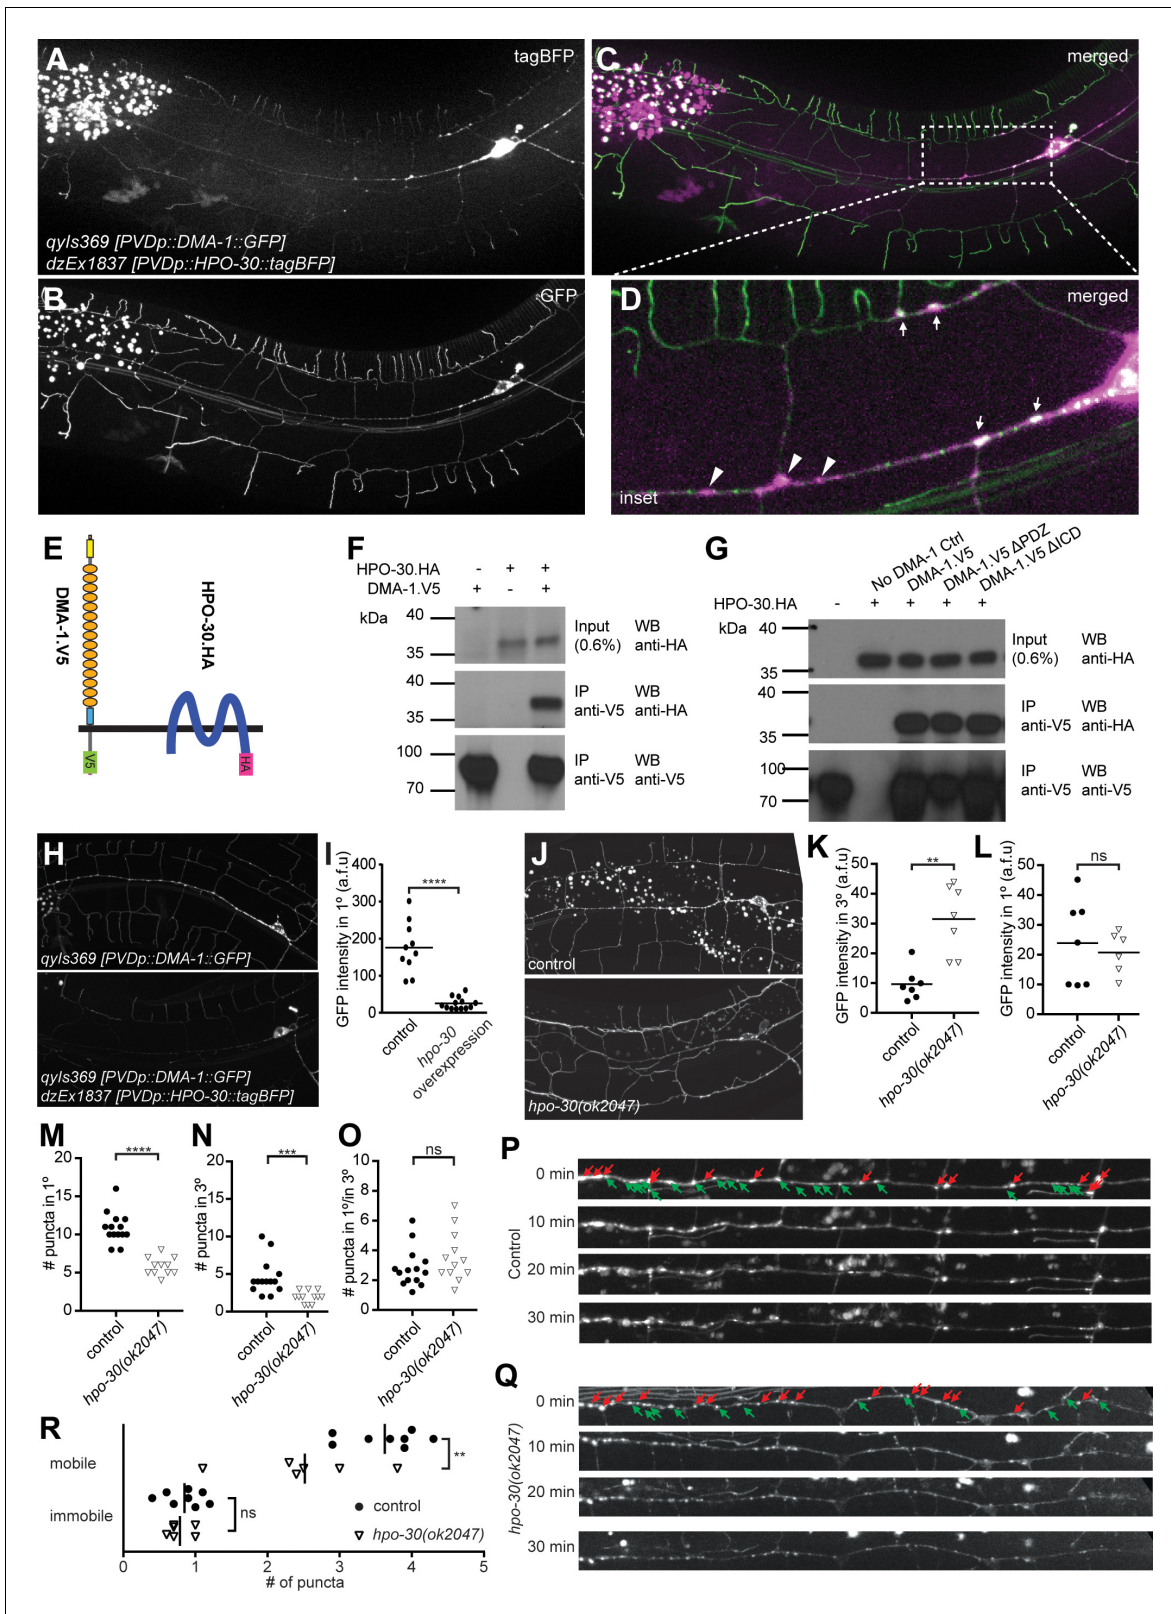 A
tagBFP
qyIs369 [PVDp::DMA-1::GFP]
dzEx1837 [PVDp::HPO-30::tagBFP]
B
GFP
C
merged
D
merged
inset
E
DMA-1.V5
HPO-30.HA
V5
HA
F
HPO-30.HA - + +
DMA-1.V5 + - +
kDa
40
35
Input (0.6%)
WB anti-HA
40
35
IP anti-V5
WB anti-HA
100
70
IP anti-V5
WB anti-V5
G
No DMA-1 Ctrl
DMA-1.V5
DMA-1.V5 ΔPDZ
DMA-1.V5 ΔICD
HPO-30.HA - + + + +
kDa
40
35
Input (0.6%)
WB anti-HA
40
35
IP anti-V5
WB anti-HA
100
70
IP anti-V5
WB anti-V5
H
qyIs369 [PVDp::DMA-1::GFP]
qyIs369 [PVDp::DMA-1::GFP]
dzEx1837 [PVDp::HPO-30::tagBFP]
I
GFP intensity in 1º (a.f.u)
400
300
200
100
0
****
control
hpo-30 overexpression
J
control
hpo-30(ok2047)
K
GFP intensity in 3º (a.f.u)
50
40
30
20
10
0
**
control
hpo-30(ok2047)
L
GFP intensity in 1º (a.f.u)
50
40
30
20
10
0
ns
control
hpo-30(ok2047)
M
# puncta in 1º
20
15
10
5
0
****
control
hpo-30(ok2047)
N
# puncta in 3º
20
15
10
5
0
***
control
hpo-30(ok2047)
O
# puncta in 1º/in 3º
10
8
6
4
2
0
ns
control
hpo-30(ok2047)
P
Control
0 min
10 min
20 min
30 min
Q
hpo-30(ok2047)
0 min
10 min
20 min
30 min
R
mobile
**
immobile
ns
control
hpo-30(ok2047)
0 1 2 3 4 5
# of puncta